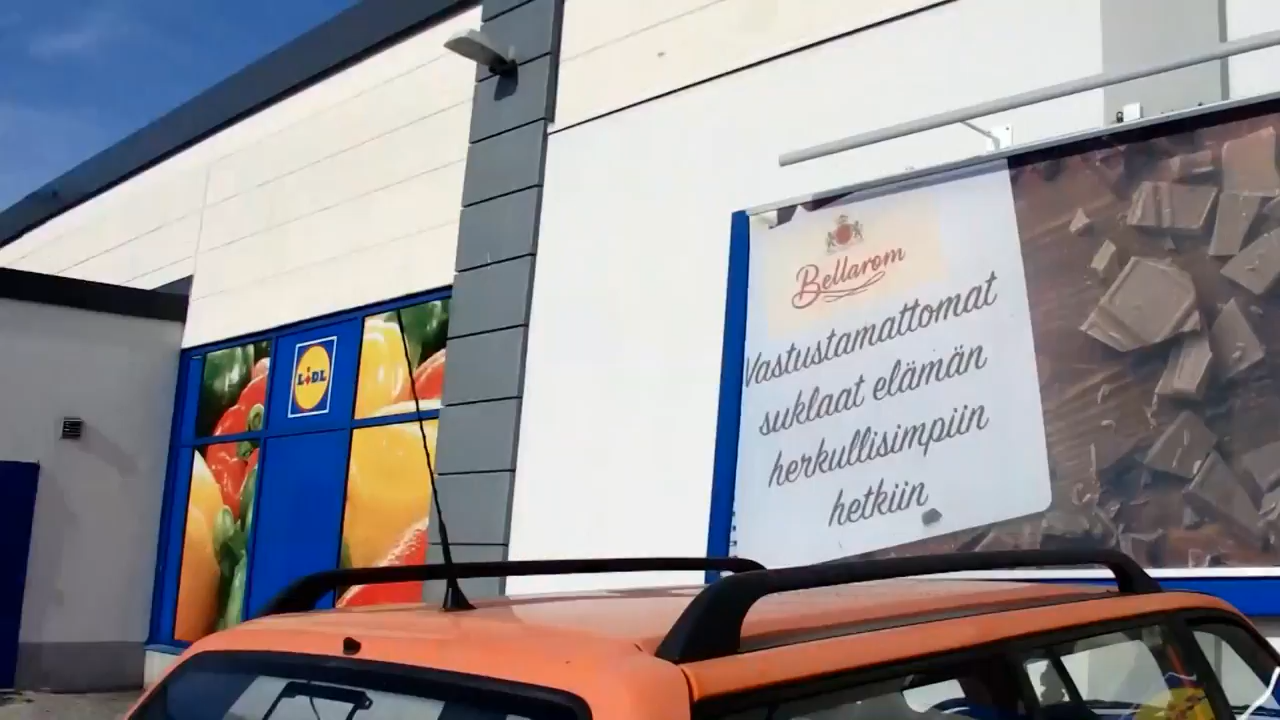 LIDL
Bellarom
Vastustamattomat
suklaat elämän
herkullisimpiin
hetkiin